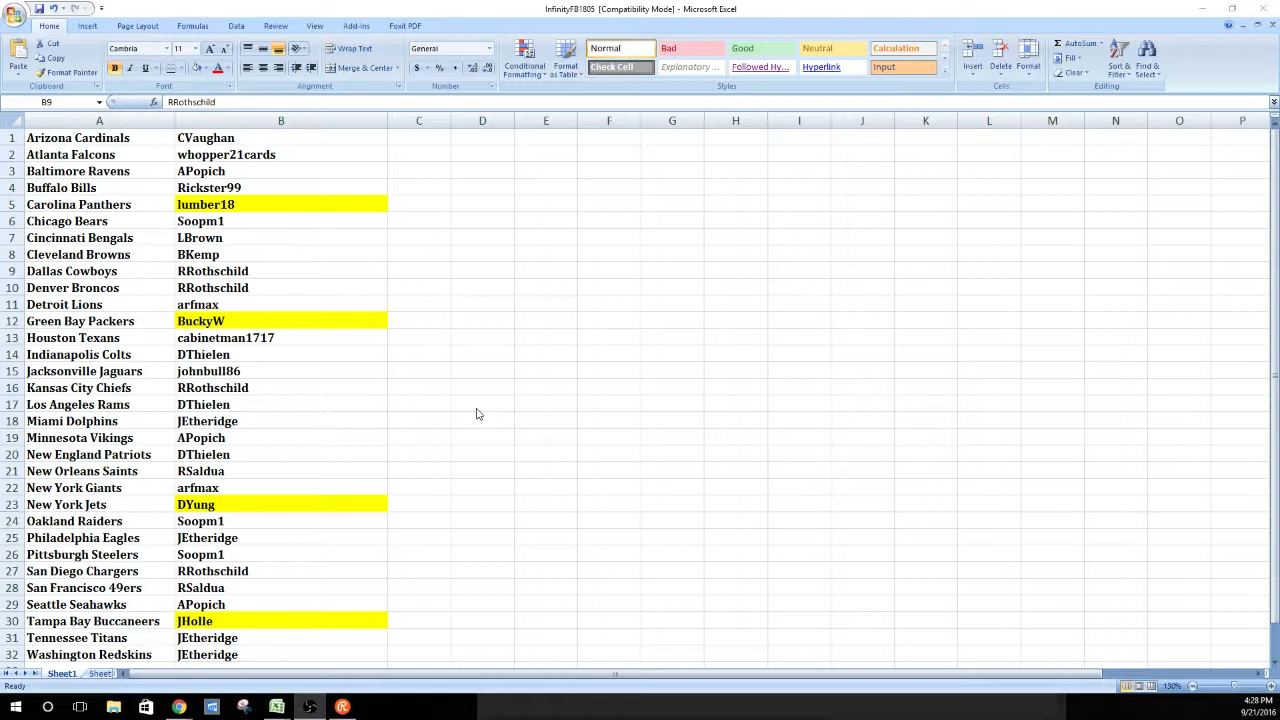 InfinityFB1805 [Compatibility Mode] - Microsoft Excel
Home Insert Page Layout Formulas Data Review View Add-Ins Foxit PDF
Paste Cut Copy Format Painter Clipboard
Cambria 11 Font
Wrap Text Merge & Center Alignment
General Number
Conditional Formatting Format as Table
Normal Bad Good Neutral Calculation
Check Cell Explanatory ... Followed Hy... Hyperlink Input
Styles
Insert Delete Format Cells
AutoSum Fill Clear Sort & Filter Find & Select Editing
B9 fx RRothschild
A B C D E F G H I J K L M N O P
1 Arizona Cardinals CVaughan
2 Atlanta Falcons whopper21cards
3 Baltimore Ravens APopich
4 Buffalo Bills Rickster99
5 Carolina Panthers lumber18
6 Chicago Bears Soopm1
7 Cincinnati Bengals LBrown
8 Cleveland Browns BKemp
9 Dallas Cowboys RRothschild
10 Denver Broncos RRothschild
11 Detroit Lions arfmax
12 Green Bay Packers BuckyW
13 Houston Texans cabinetman1717
14 Indianapolis Colts DThielen
15 Jacksonville Jaguars johnbull86
16 Kansas City Chiefs RRothschild
17 Los Angeles Rams DThielen
18 Miami Dolphins JEtheridge
19 Minnesota Vikings APopich
20 New England Patriots DThielen
21 New Orleans Saints RSaldua
22 New York Giants arfmax
23 New York Jets DYung
24 Oakland Raiders Soopm1
25 Philadelphia Eagles JEtheridge
26 Pittsburgh Steelers Soopm1
27 San Diego Chargers RRothschild
28 San Francisco 49ers RSaldua
29 Seattle Seahawks APopich
30 Tampa Bay Buccaneers JHolle
31 Tennessee Titans JEtheridge
32 Washington Redskins JEtheridge
Sheet1 Sheet
Ready 130%
4:28 PM
9/21/2016